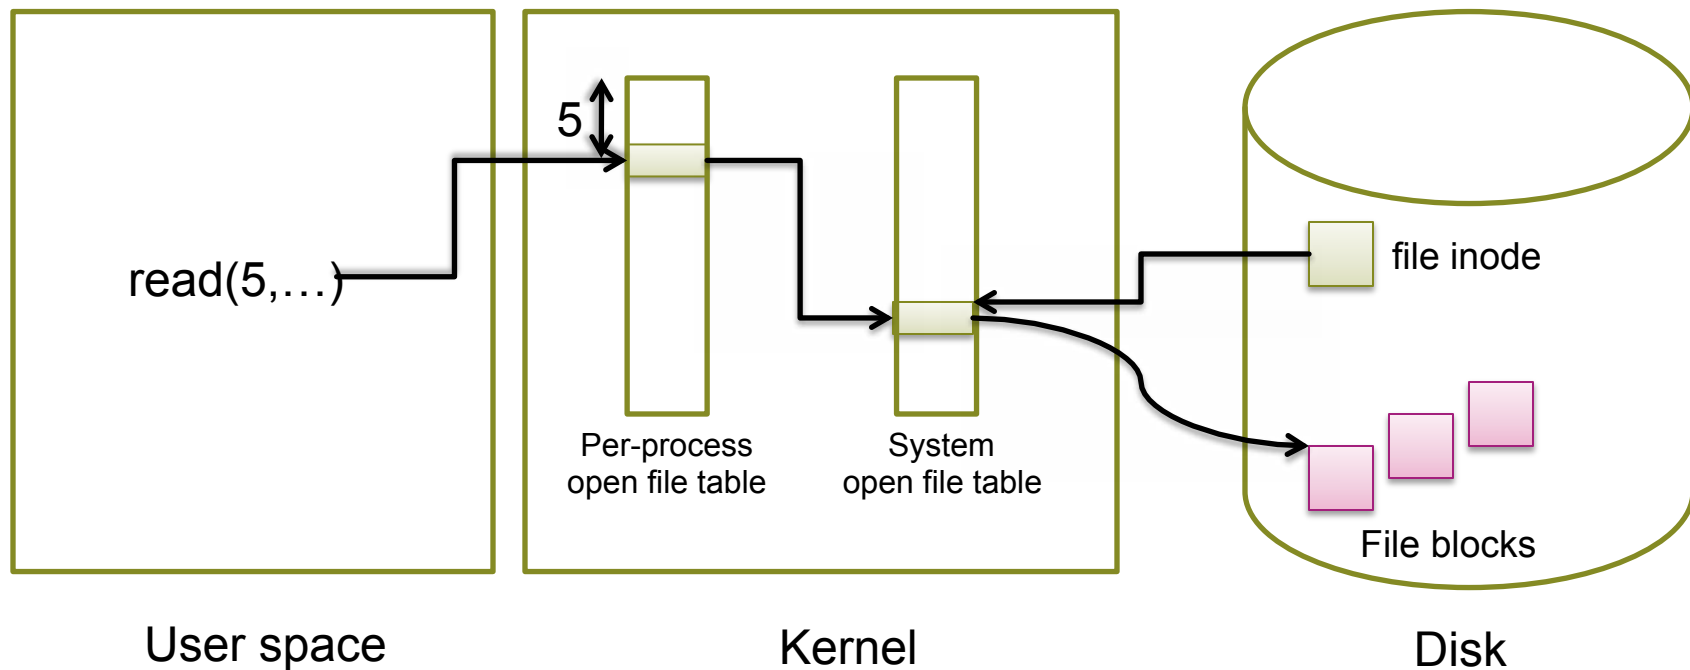 5
read(5,…)
file inode
Per-process
open file table
System
open file table
File blocks
User space
Kernel
Disk